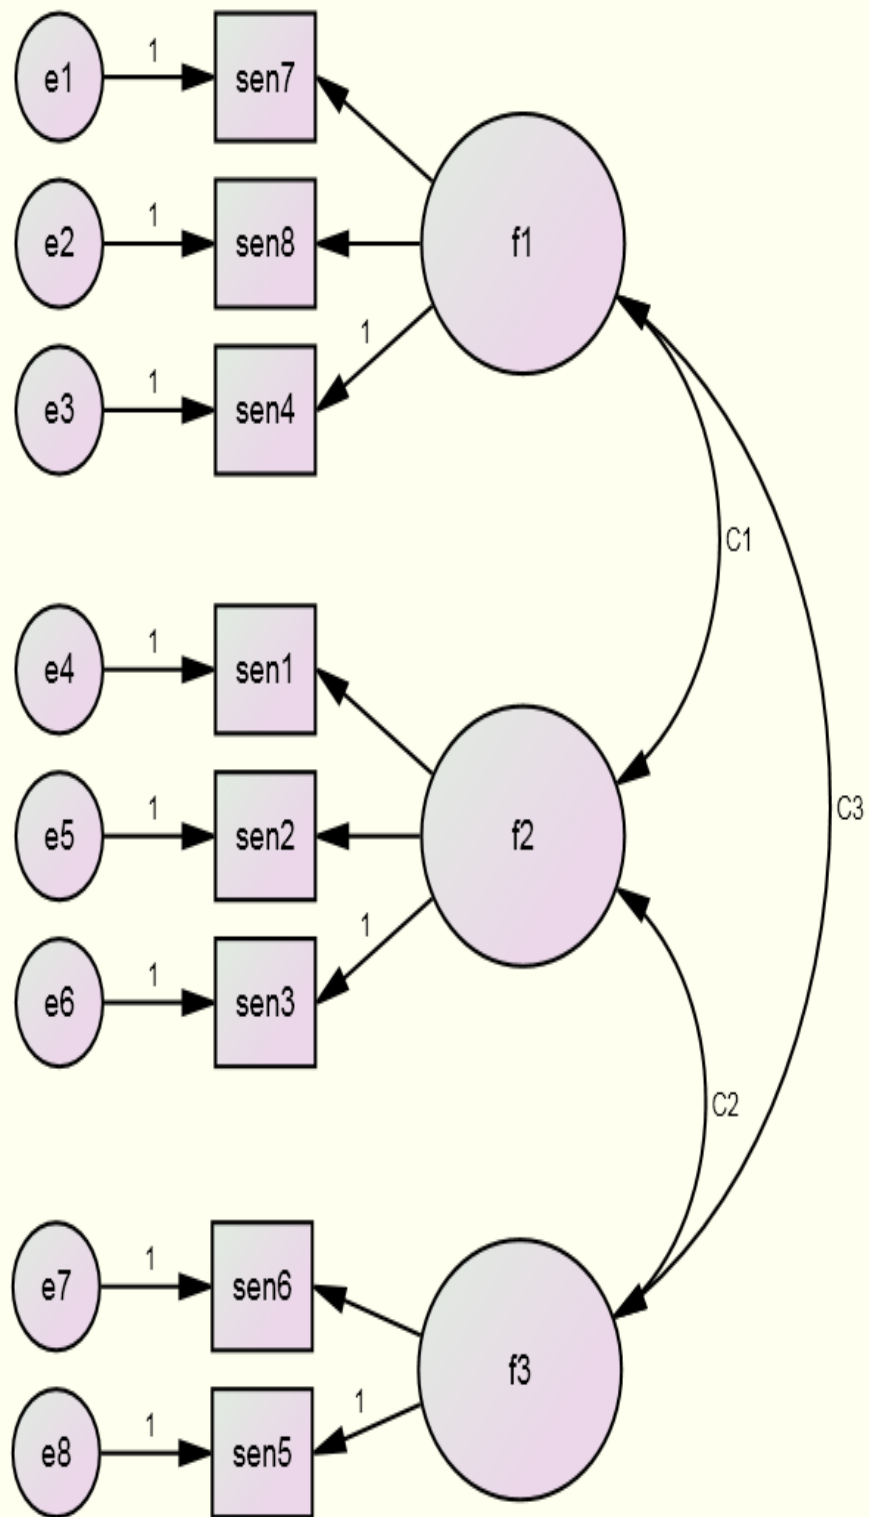 1
e1 sen7
1
e2 sen8 f1
1
1
e3 sen4
C1
1
e4 sen1
1
e5 sen2 f2
C3
1
1
e6 sen3
C2
1
e7 sen6
f3
1
1
e8 sen5